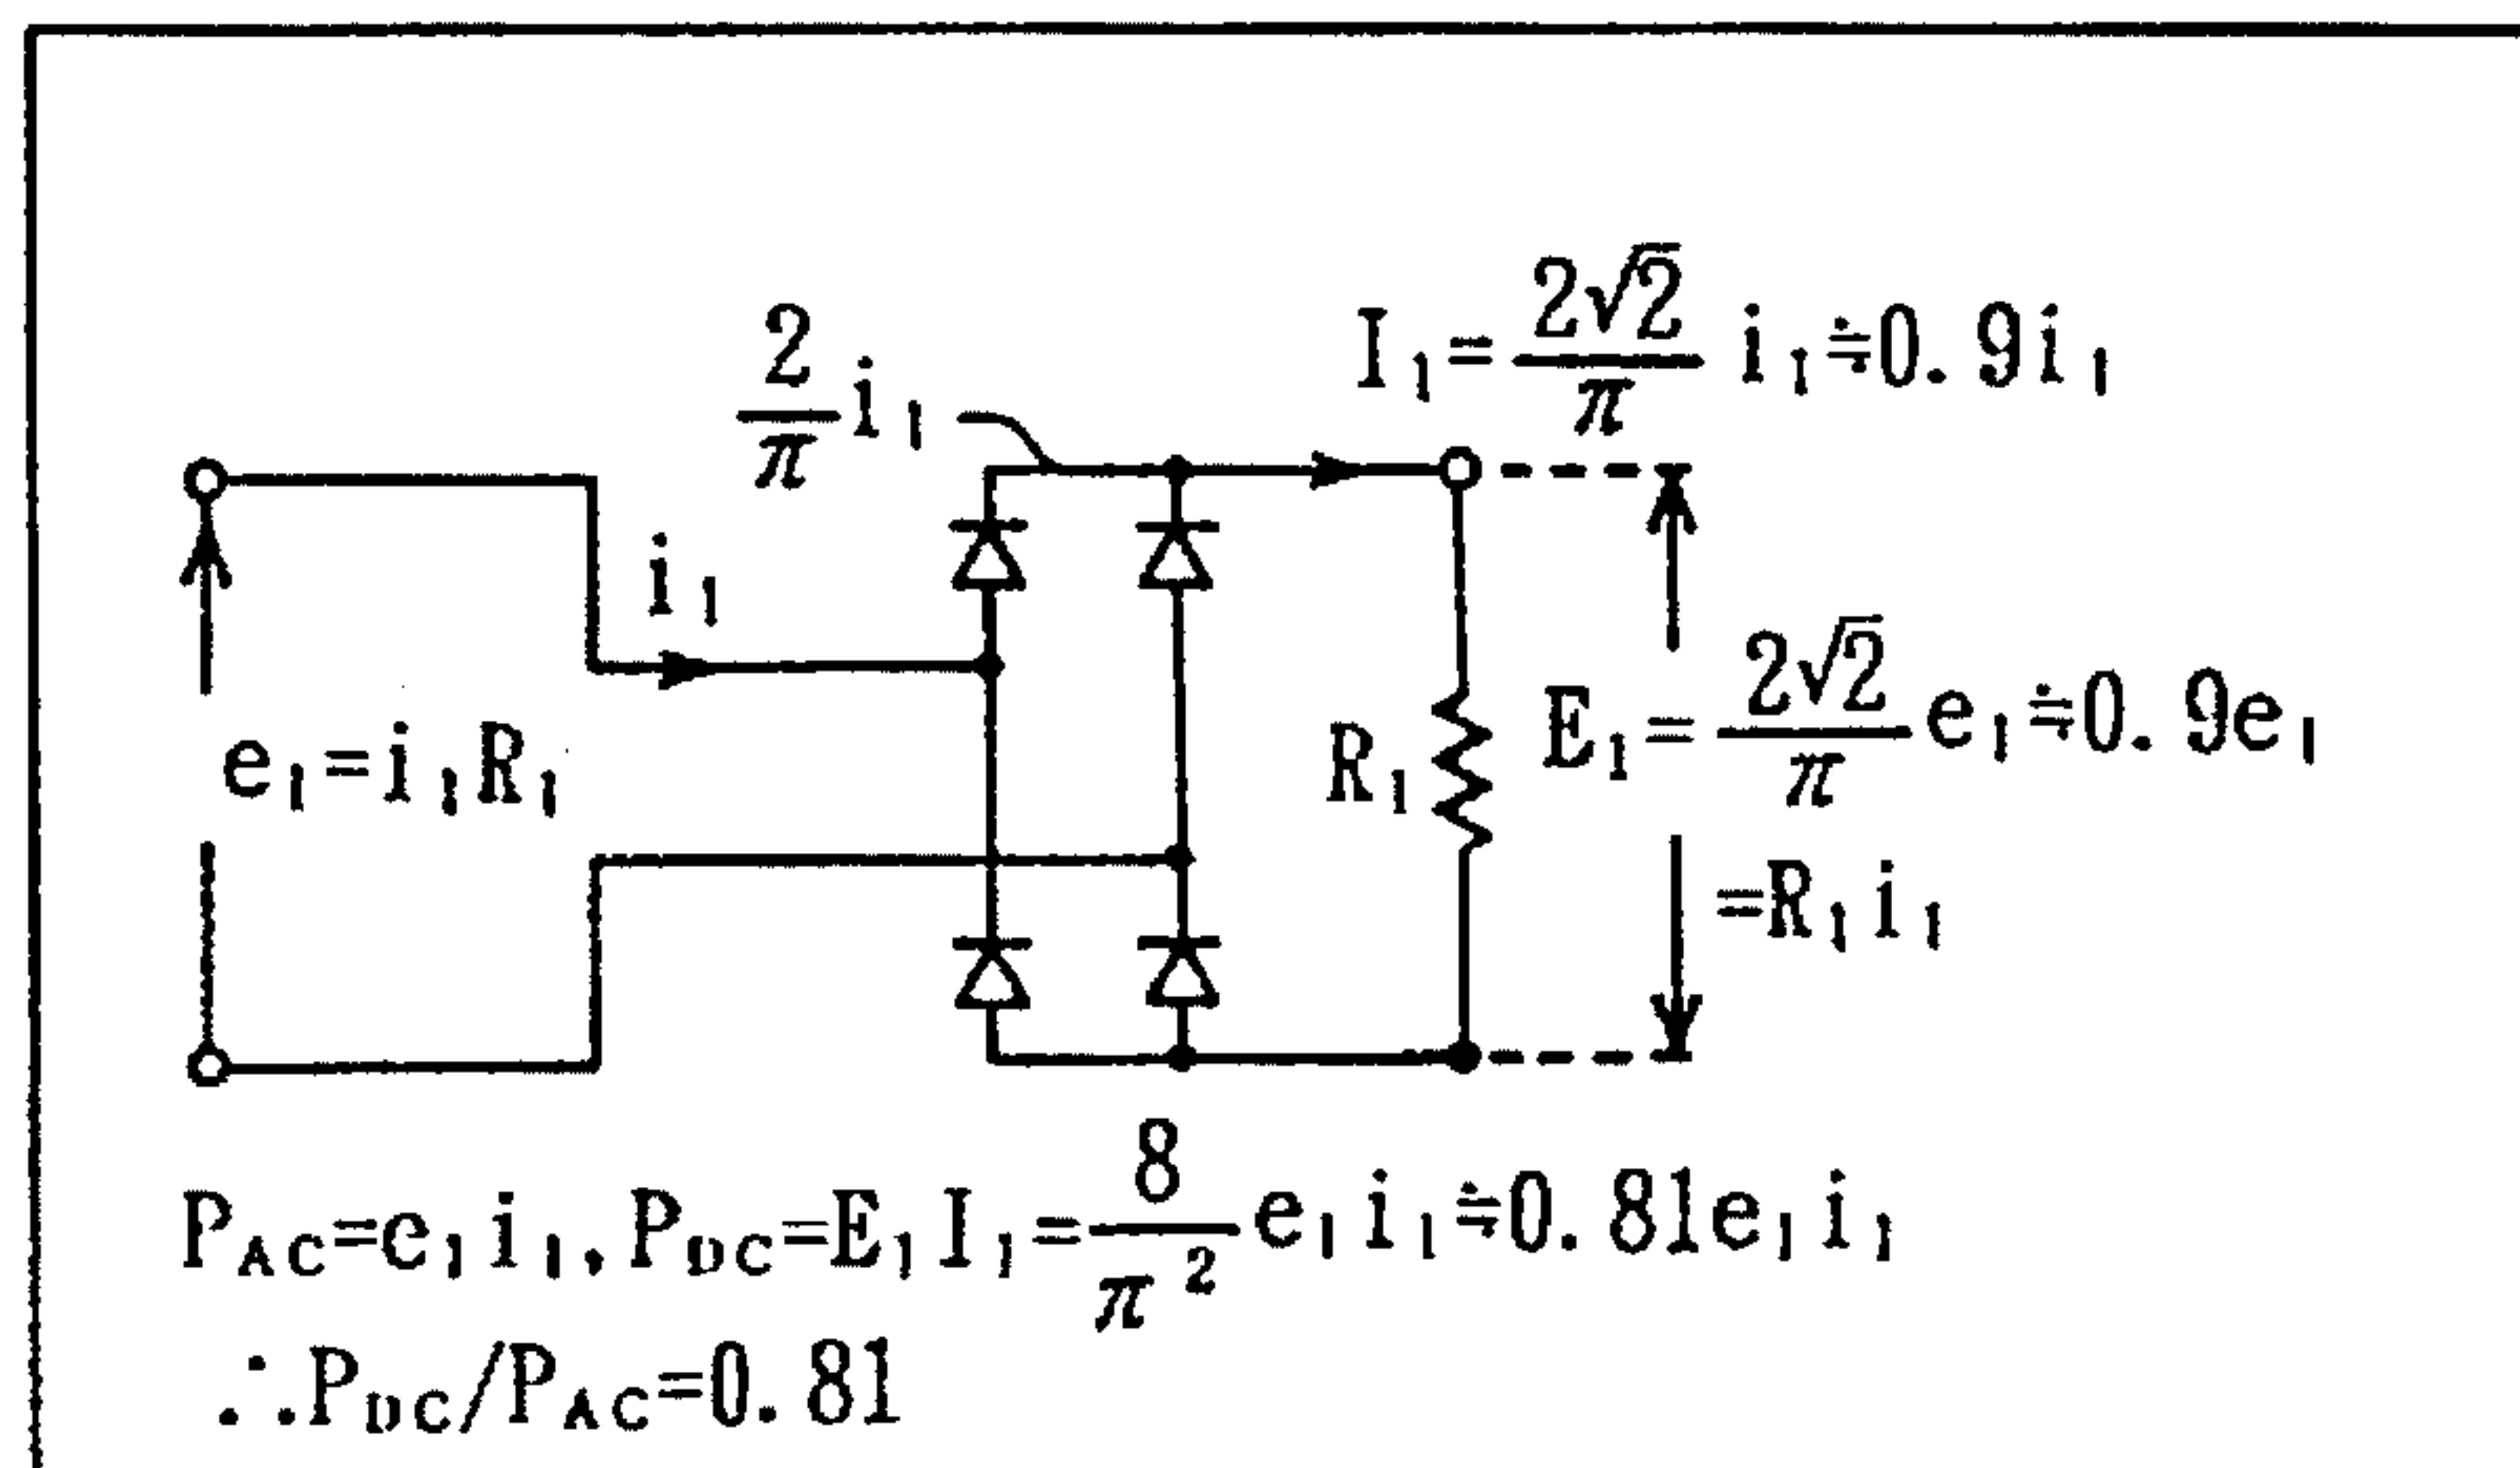 I₁=2√2/π i₁≒0.9i₁
2/π i₁
i₁
e₁=i₁R₁
R₁
E₁=2√2/π e₁≒0.9e₁
=R₁i₁
P_AC=e₁i₁, P_DC=E₁I₁=8/π² e₁i₁≒0.81e₁i₁
∴P_DC/P_AC=0.81